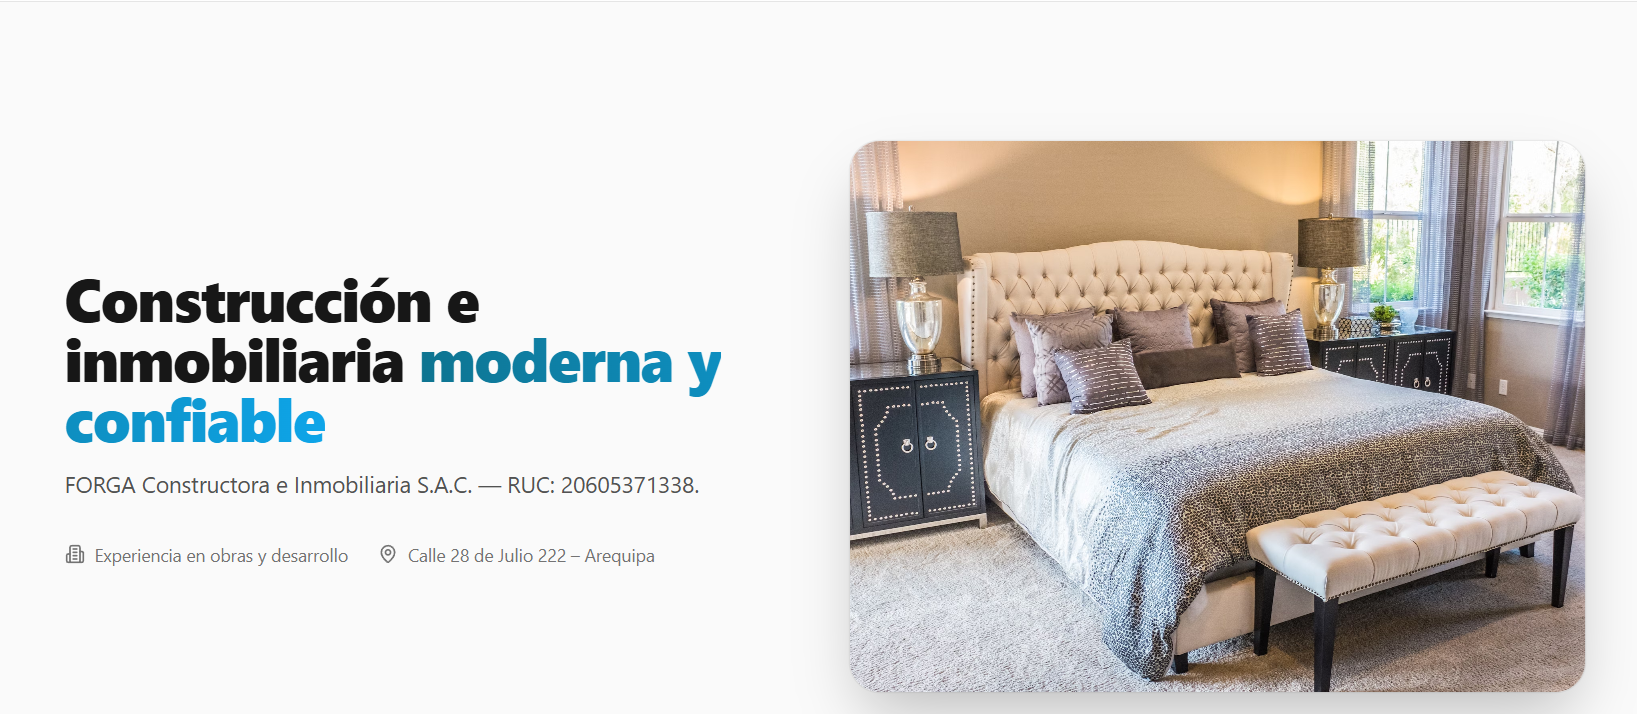 Construcción e
inmobiliaria moderna y
confiable
FORGA Constructora e Inmobiliaria S.A.C. — RUC: 20605371338.
Experiencia en obras y desarrollo
Calle 28 de Julio 222 – Arequipa